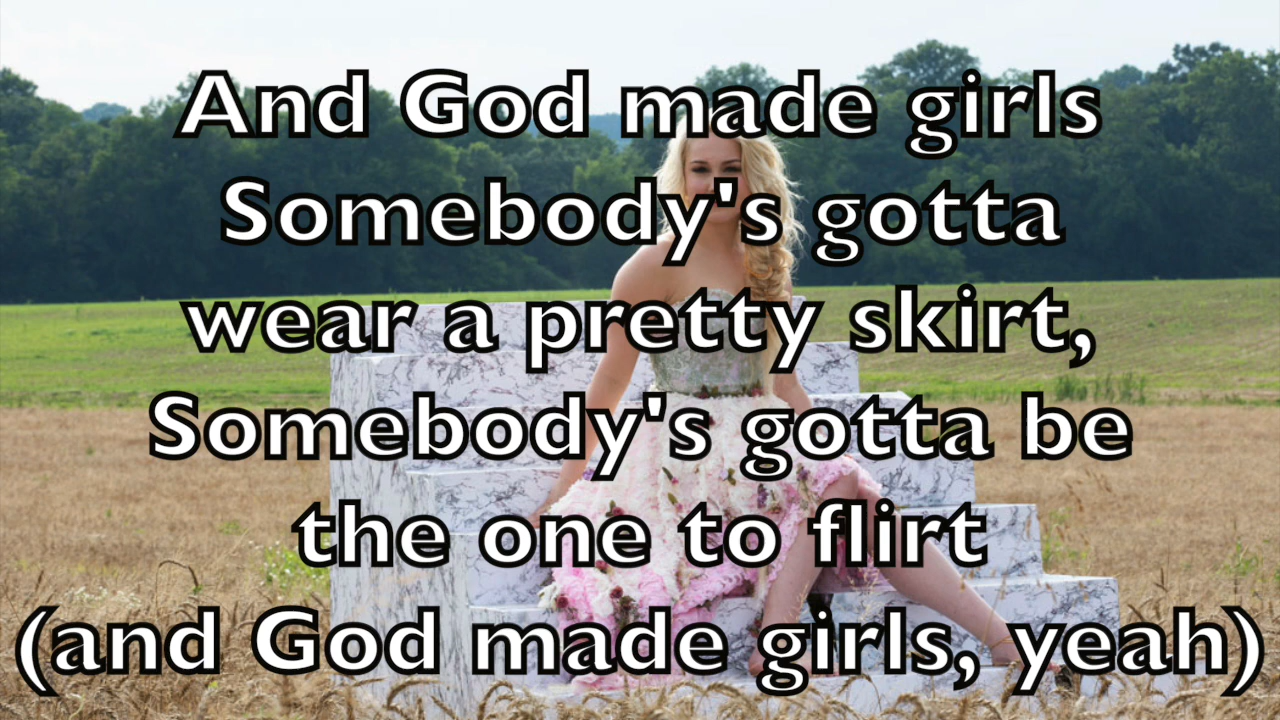 And God made girls
Somebody's gotta
wear a pretty skirt,
Somebody's gotta be
the one to flirt
(and God made girls, yeah)